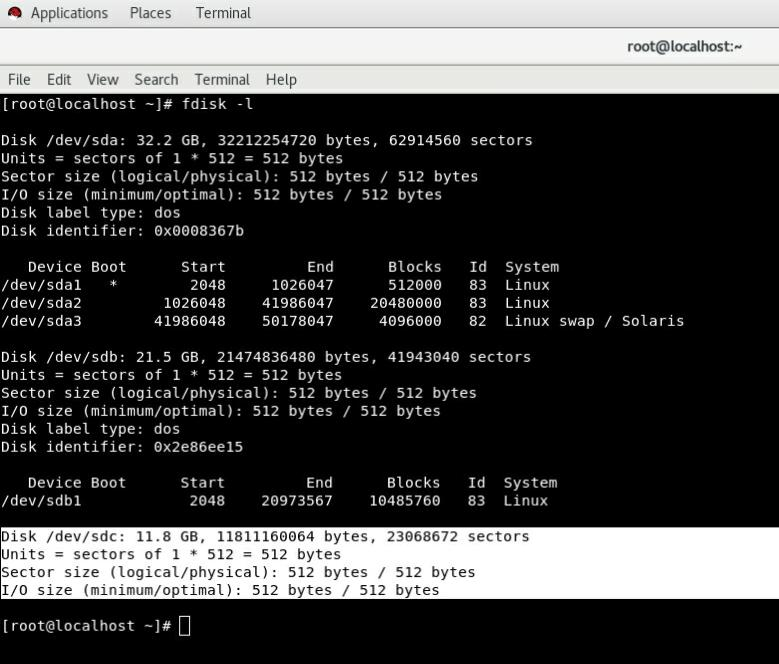 Applications Places Terminal
root@localhost:~
File Edit View Search Terminal Help
[root@localhost ~]# fdisk -l
Disk /dev/sda: 32.2 GB, 32212254720 bytes, 62914560 sectors
Units = sectors of 1 * 512 = 512 bytes
Sector size (logical/physical): 512 bytes / 512 bytes
I/O size (minimum/optimal): 512 bytes / 512 bytes
Disk label type: dos
Disk identifier: 0x0008367b
Device Boot Start End Blocks Id System
/dev/sda1 * 2048 1026047 512000 83 Linux
/dev/sda2 1026048 41986047 20480000 83 Linux
/dev/sda3 41986048 50178047 4096000 82 Linux swap / Solaris
Disk /dev/sdb: 21.5 GB, 21474836480 bytes, 41943040 sectors
Units = sectors of 1 * 512 = 512 bytes
Sector size (logical/physical): 512 bytes / 512 bytes
I/O size (minimum/optimal): 512 bytes / 512 bytes
Disk label type: dos
Disk identifier: 0x2e86ee15
Device Boot Start End Blocks Id System
/dev/sdb1 2048 20973567 10485760 83 Linux
Disk /dev/sdc: 11.8 GB, 11811160064 bytes, 23068672 sectors
Units = sectors of 1 * 512 = 512 bytes
Sector size (logical/physical): 512 bytes / 512 bytes
I/O size (minimum/optimal): 512 bytes / 512 bytes
[root@localhost ~]#